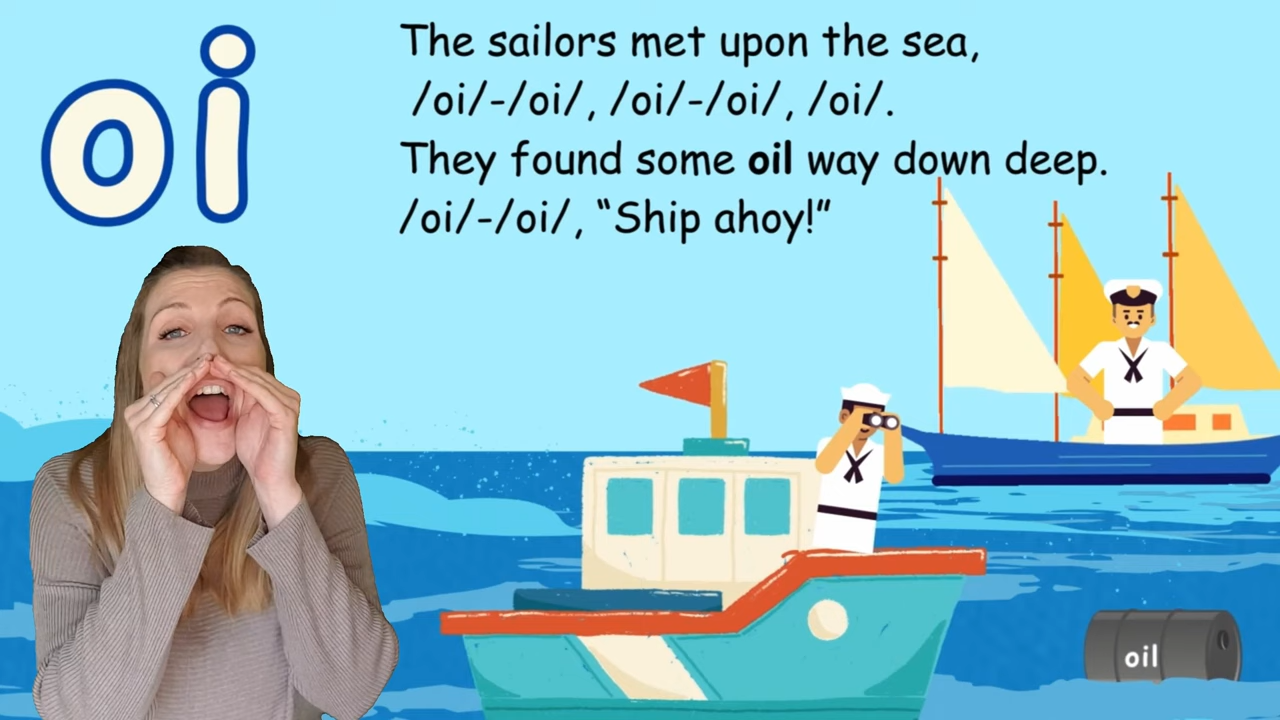 oi
The sailors met upon the sea,
/oi/-/oi/, /oi/-/oi/, /oi/.
They found some oil way down deep.
/oi/-/oi/, “Ship ahoy!”
oil